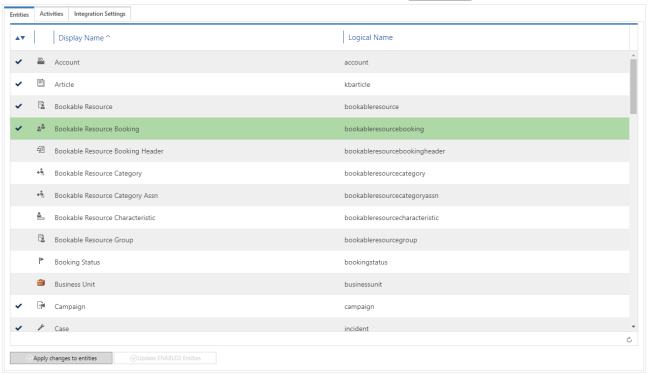 Entities Activities Integration Settings
Display Name ^ Logical Name
Account account
Article kbarticle
Bookable Resource bookableresource
Bookable Resource Booking bookableresourcebooking
Bookable Resource Booking Header bookableresourcebookingheader
Bookable Resource Category bookableresourcecategory
Bookable Resource Category Assn bookableresourcecategoryassn
Bookable Resource Characteristic bookableresourcecharacteristic
Bookable Resource Group bookableresourcegroup
Booking Status bookingstatus
Business Unit businessunit
Campaign campaign
Case incident
Apply changes to entities Update ENABLED Entities